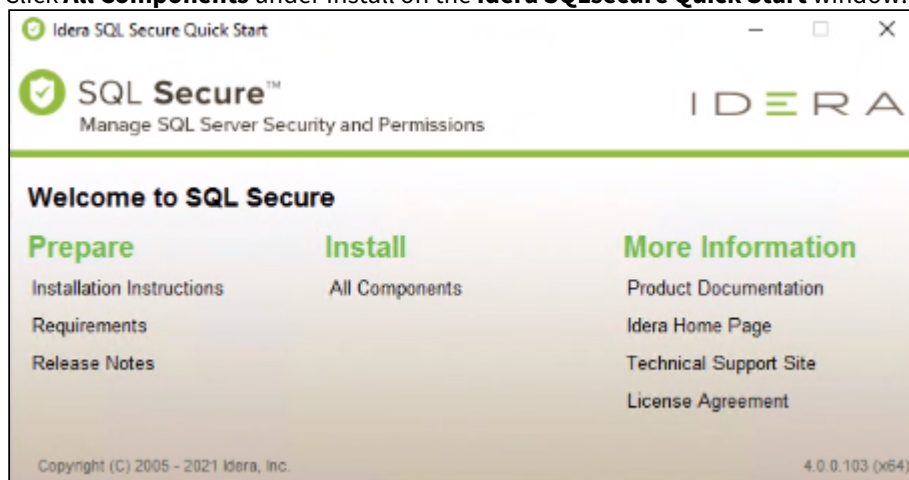 Click All Components under Install on the Idera SQLsecure Quick Start window.
Idera SQL Secure Quick Start
SQL Secure™
Manage SQL Server Security and Permissions
IDERA
Welcome to SQL Secure
Prepare
Install
More Information
Installation Instructions
All Components
Product Documentation
Requirements
Idera Home Page
Release Notes
Technical Support Site
License Agreement
Copyright (C) 2005 - 2021 Idera, Inc.
4.0.0.103 (x64)